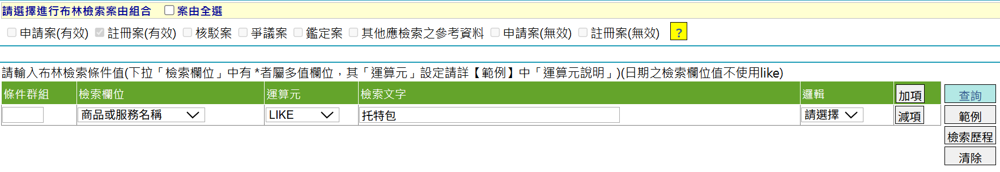 請選擇進行布林檢索案由組合 案由全選
申請案(有效) 註冊案(有效) 核駁案 爭議案 鑑定案 其他應檢索之參考資料 申請案(無效) 註冊案(無效) ?
請輸入布林檢索條件值(下拉「檢索欄位」中有 *者屬多值欄位，其「運算元」設定請詳【範例】中「運算元說明」)(日期之檢索欄位值不使用like)
條件群組 檢索欄位 運算元 檢索文字 邏輯 加項 查詢
商品或服務名稱 LIKE 托特包 請選擇 減項 範例
檢索歷程
清除